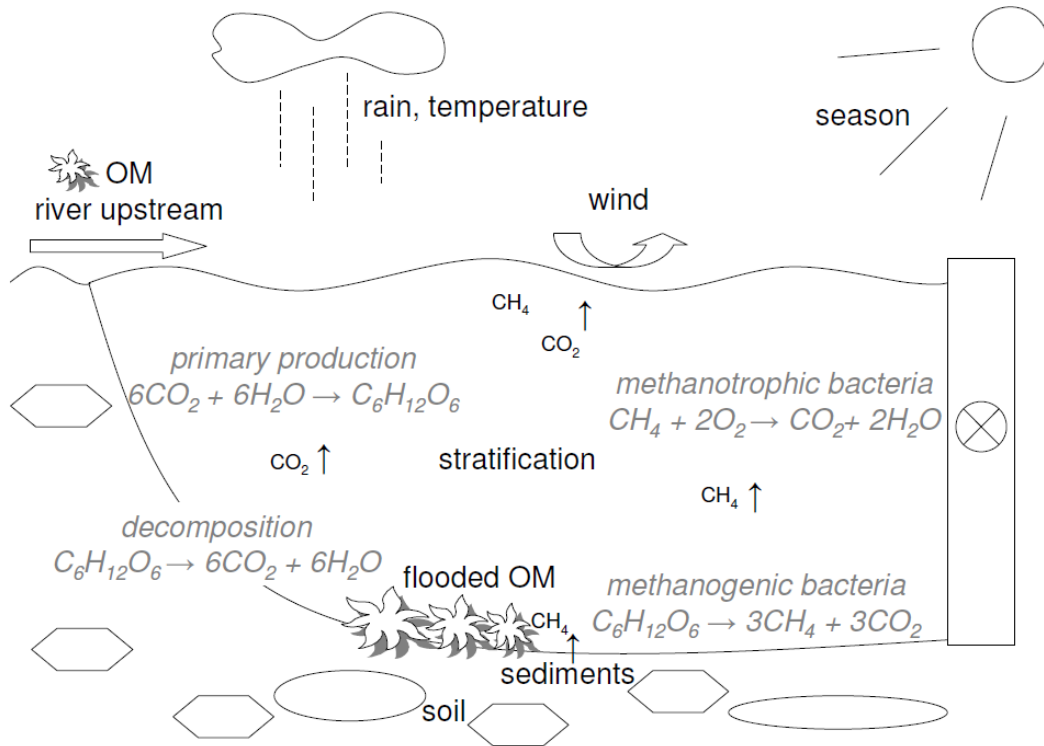 rain, temperature
season
OM
river upstream
wind
CH₄
CO₂
primary production
6CO₂ + 6H₂O → C₆H₁₂O₆
methanotrophic bacteria
CH₄ + 2O₂ → CO₂+ 2H₂O
CO₂
stratification
CH₄
decomposition
C₆H₁₂O₆ → 6CO₂ + 6H₂O
flooded OM
methanogenic bacteria
C₆H₁₂O₆ → 3CH₄ + 3CO₂
CH₄
sediments
soil